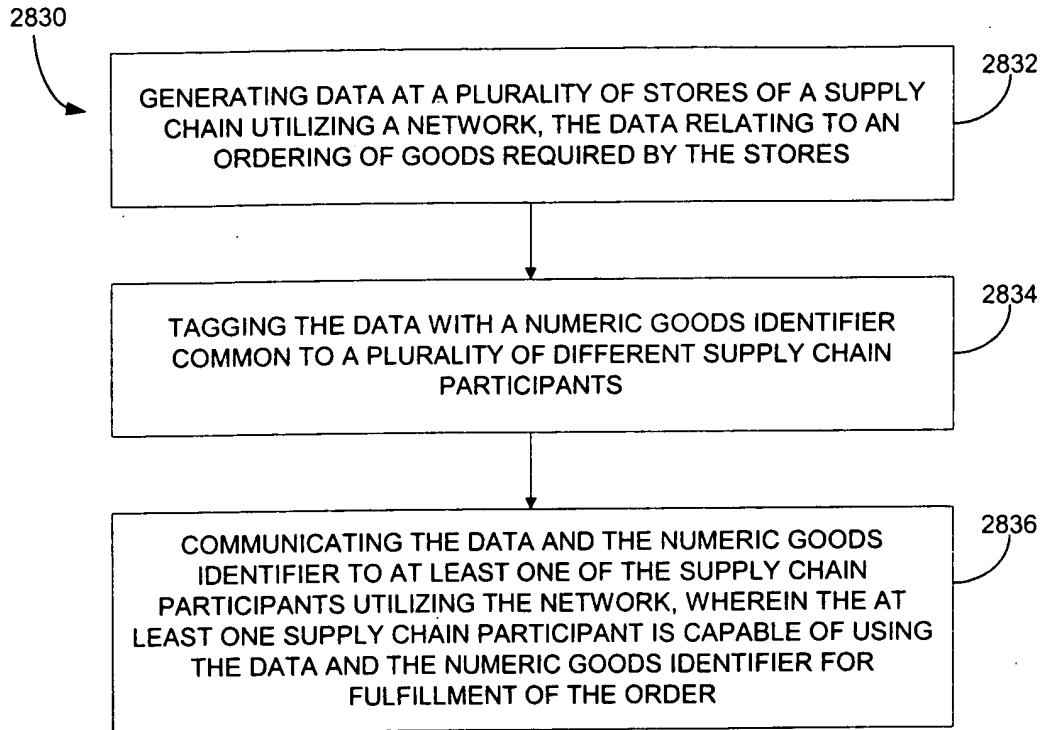 2830
2832
GENERATING DATA AT A PLURALITY OF STORES OF A SUPPLY
CHAIN UTILIZING A NETWORK, THE DATA RELATING TO AN
ORDERING OF GOODS REQUIRED BY THE STORES
2834
TAGGING THE DATA WITH A NUMERIC GOODS IDENTIFIER
COMMON TO A PLURALITY OF DIFFERENT SUPPLY CHAIN
PARTICIPANTS
2836
COMMUNICATING THE DATA AND THE NUMERIC GOODS
IDENTIFIER TO AT LEAST ONE OF THE SUPPLY CHAIN
PARTICIPANTS UTILIZING THE NETWORK, WHEREIN THE AT
LEAST ONE SUPPLY CHAIN PARTICIPANT IS CAPABLE OF USING
THE DATA AND THE NUMERIC GOODS IDENTIFIER FOR
FULFILLMENT OF THE ORDER